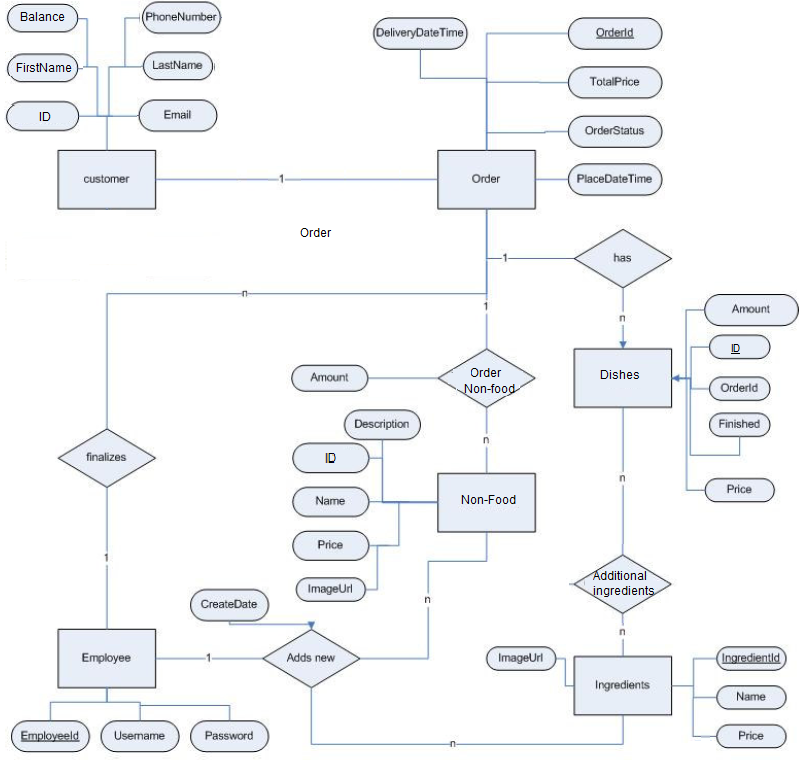 Balance
PhoneNumber
DeliveryDateTime
OrderId
FirstName
LastName
TotalPrice
ID
Email
OrderStatus
customer
1
Order
PlaceDateTime
Order
1
has
n
1
n
Amount
ID
Amount
Order
Non-food
Dishes
OrderId
Description
Finished
n
finalizes
ID
n
Price
Name
Non-Food
Price
1
ImageUrl
Additional
ingredients
CreateDate
n
n
Employee
1
Adds new
ImageUrl
Ingredients
IngredientId
Name
EmployeeId
Username
Password
n
Price